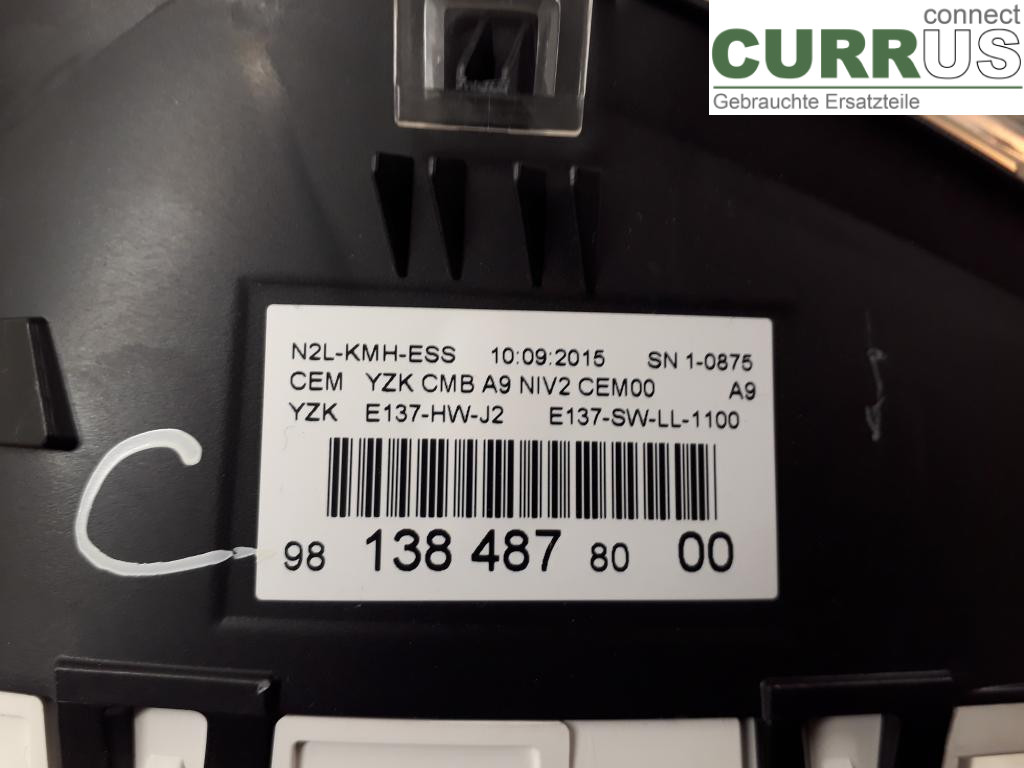 connect
CURRUS
Gebrauchte Ersatzteile
N2L-KMH-ESS 10:09:2015 SN 1-0875
CEM YZK CMB A9 NIV2 CEM00 A9
YZK E137-HW-J2 E137-SW-LL-1100
98 138 487 80 00
C